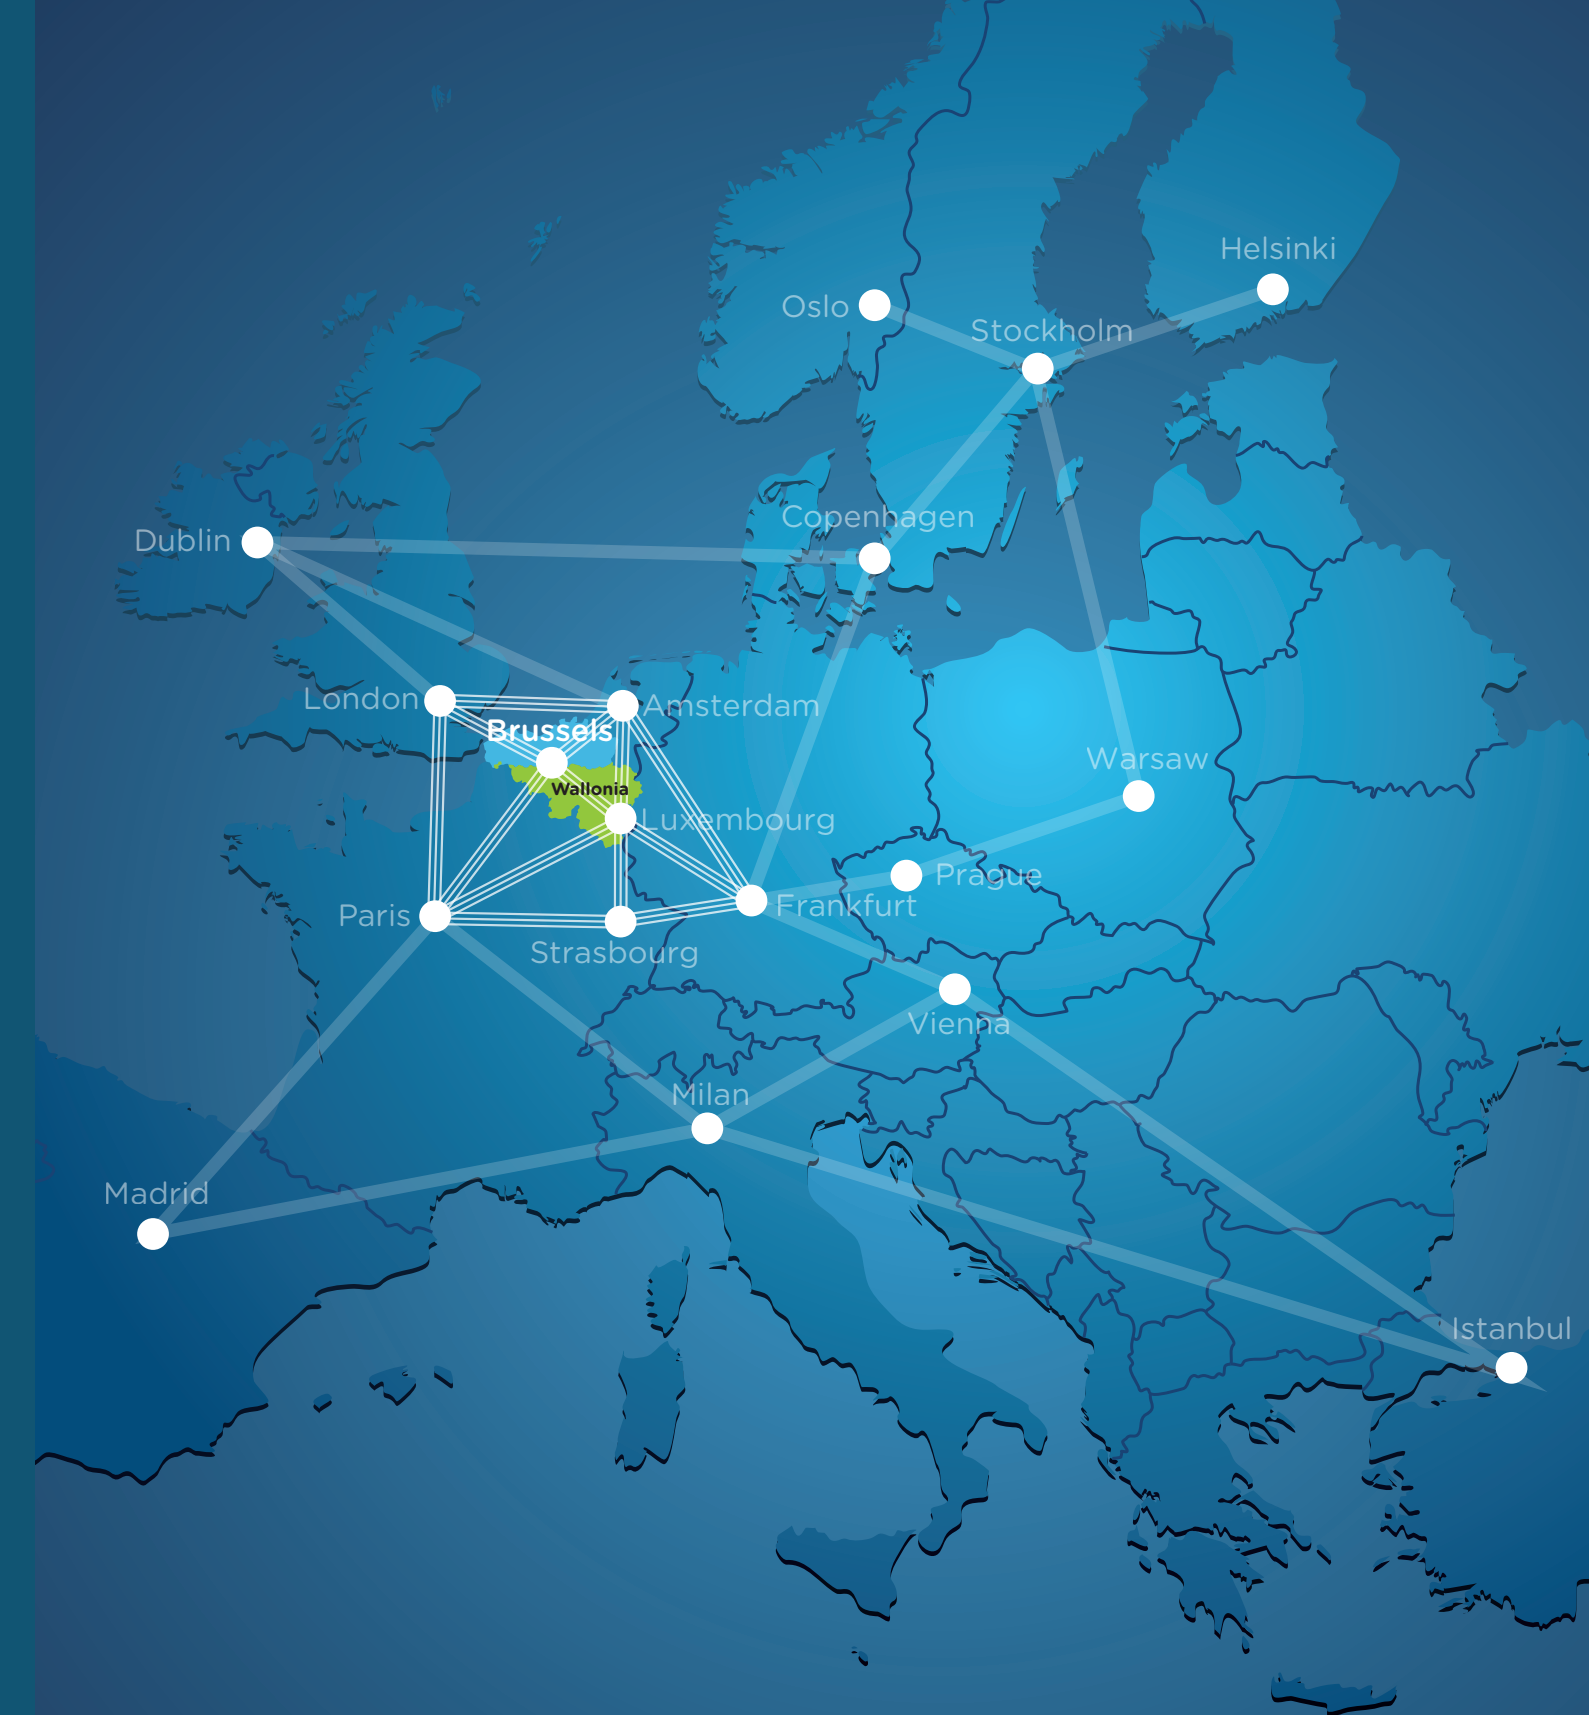 Helsinki
Oslo
Stockholm
Copenhagen
Dublin
London
Amsterdam
Brussels
Warsaw
Wallonia
Luxembourg
Prague
Frankfurt
Paris
Strasbourg
Vienna
Milan
Madrid
Istanbul